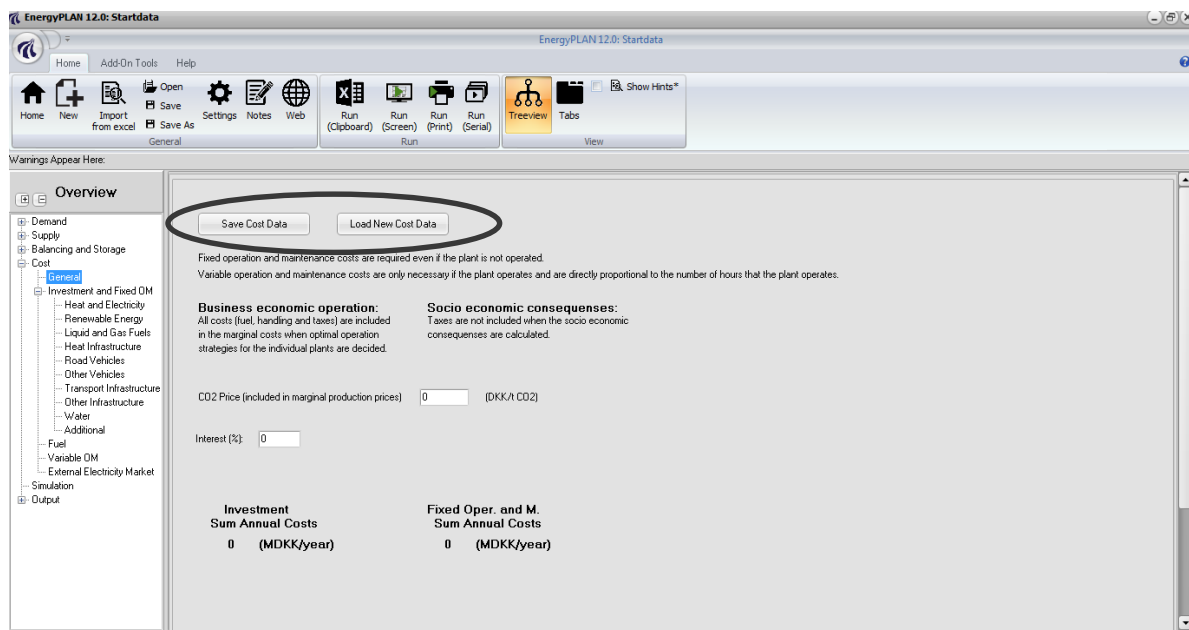 EnergyPLAN 12.0: Startdata
EnergyPLAN 12.0: Startdata
Home Add-On Tools Help
Home
New
Import
from excel
Open
Save
Save As
Settings
Notes
Web
General
Run
(Clipboard)
Run
(Screen)
Run
(Print)
Run
(Serial)
Run
Treeview
Tabs
Show Hints*
View
Warnings Appear Here:
Overview
Demand
Supply
Balancing and Storage
Cost
General
Investment and Fixed OM
Heat and Electricity
Renewable Energy
Liquid and Gas Fuels
Heat Infrastructure
Road Vehicles
Other Vehicles
Transport Infrastructure
Other Infrastructure
Water
Additional
Fuel
Variable OM
External Electricity Market
Simulation
Output
Save Cost Data
Load New Cost Data
Fixed operation and maintenance costs are required even if the plant is not operated.
Variable operation and maintenance costs are only necessary if the plant operates and are directly proportional to the number of hours that the plant operates.
Business economic operation:
All costs (fuel, handling and taxes) are included
in the marginal costs when optimal operation
strategies for the individual plants are decided.
Socio economic consequenses:
Taxes are not included when the socio economic
consequenses are calculated.
CO2 Price (included in marginal production prices) 0 (DKK/t CO2)
Interest (%): 0
Investment
Sum Annual Costs
0 (MDKK/year)
Fixed Oper. and M.
Sum Annual Costs
0 (MDKK/year)